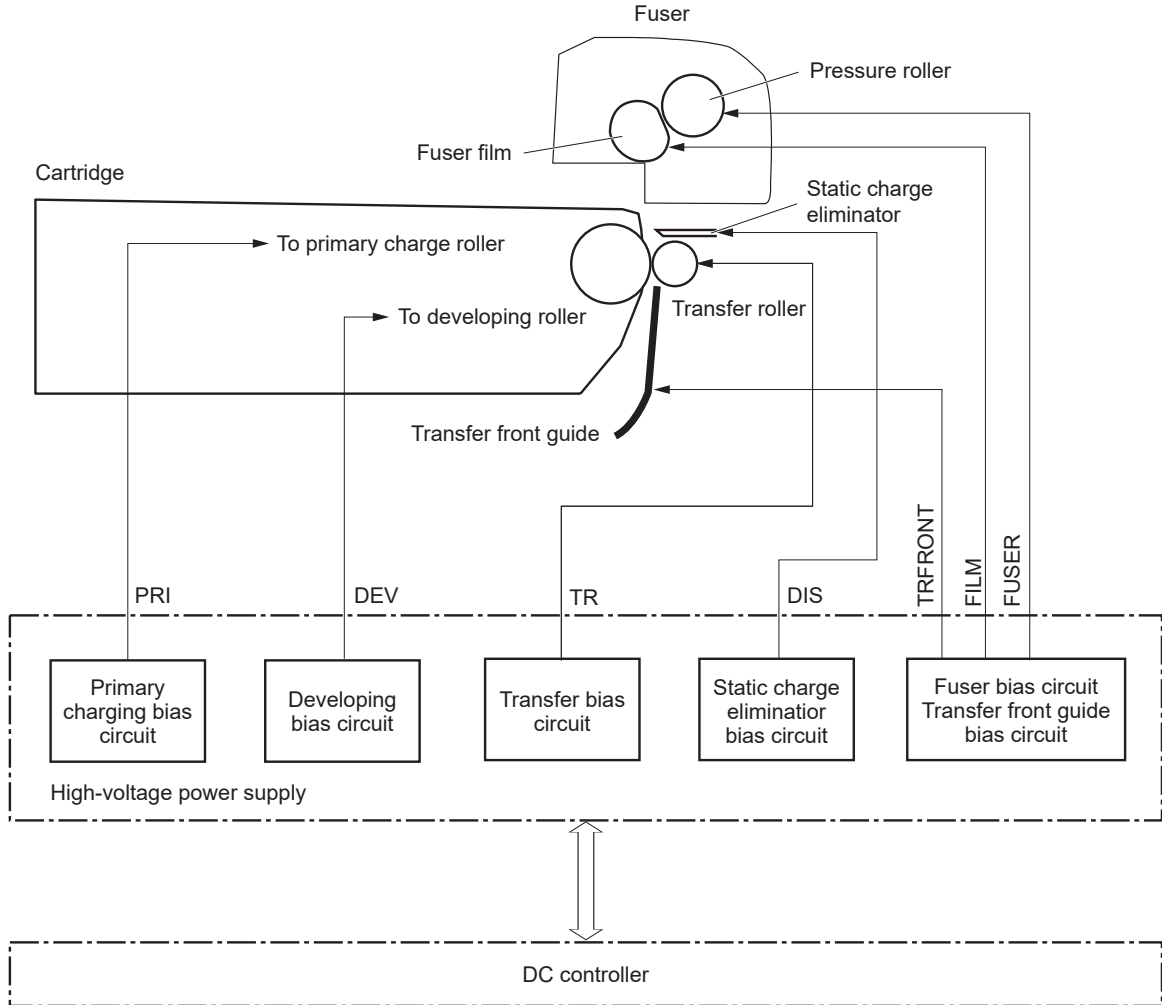 Fuser
Pressure roller
Fuser film
Cartridge
Static charge
eliminator
To primary charge roller
To developing roller
Transfer roller
Transfer front guide
PRI
DEV
TR
DIS
TRFRONT
FILM
FUSER
Primary
charging bias
circuit
Developing
bias circuit
Transfer bias
circuit
Static charge
eliminatior
bias circuit
Fuser bias circuit
Transfer front guide
bias circuit
High-voltage power supply
DC controller